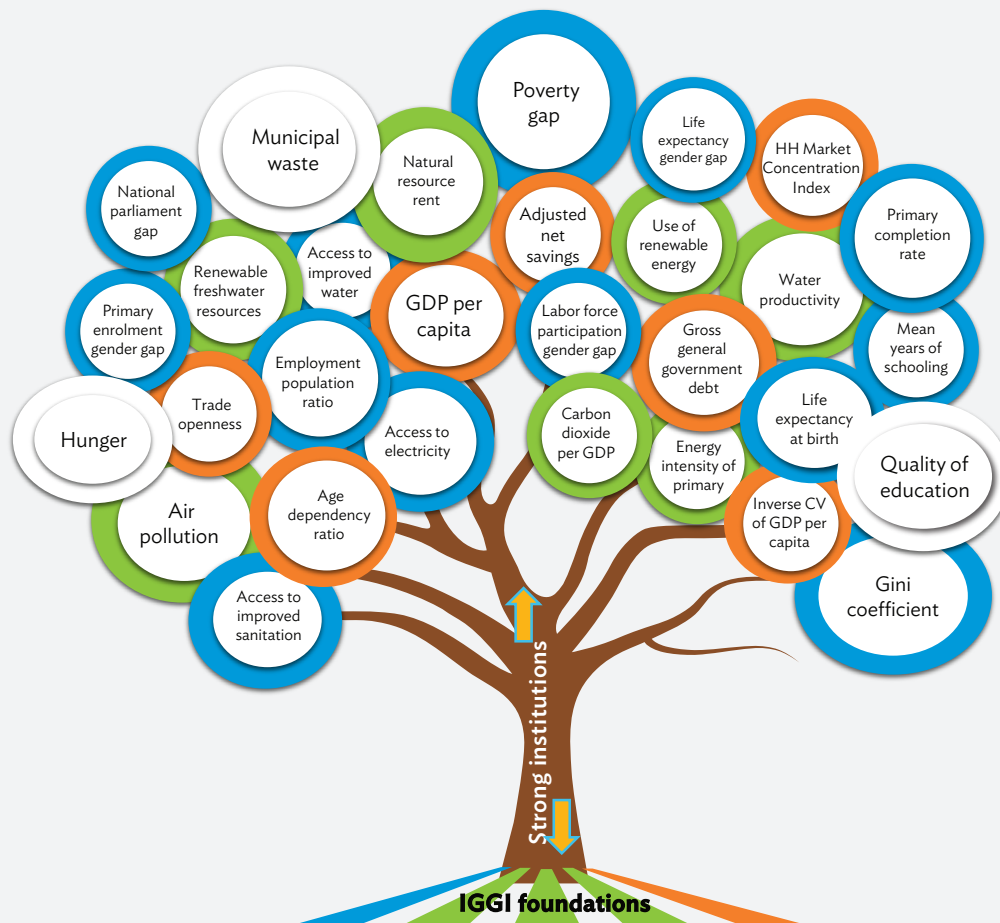 Poverty
gap
Municipal
waste
Natural
resource
rent
Life
expectancy
gender gap
HH Market
Concentration
Index
National
parliament
gap
Renewable
freshwater
resources
Access to
improved
water
Adjusted
net
savings
Use of
renewable
energy
Primary
completion
rate
Water
productivity
Primary
enrolment
gender gap
Employment
population
ratio
GDP per
capita
Labor force
participation
gender gap
Gross
general
government
debt
Mean
years of
schooling
Hunger
Trade
openness
Access to
electricity
Carbon
dioxide
per GDP
Energy
intensity of
primary
Life
expectancy
at birth
Quality of
education
Air
pollution
Age
dependency
ratio
Inverse CV
of GDP per
capita
Access to
improved
sanitation
Gini
coefficient
Strong institutions
IGGI foundations